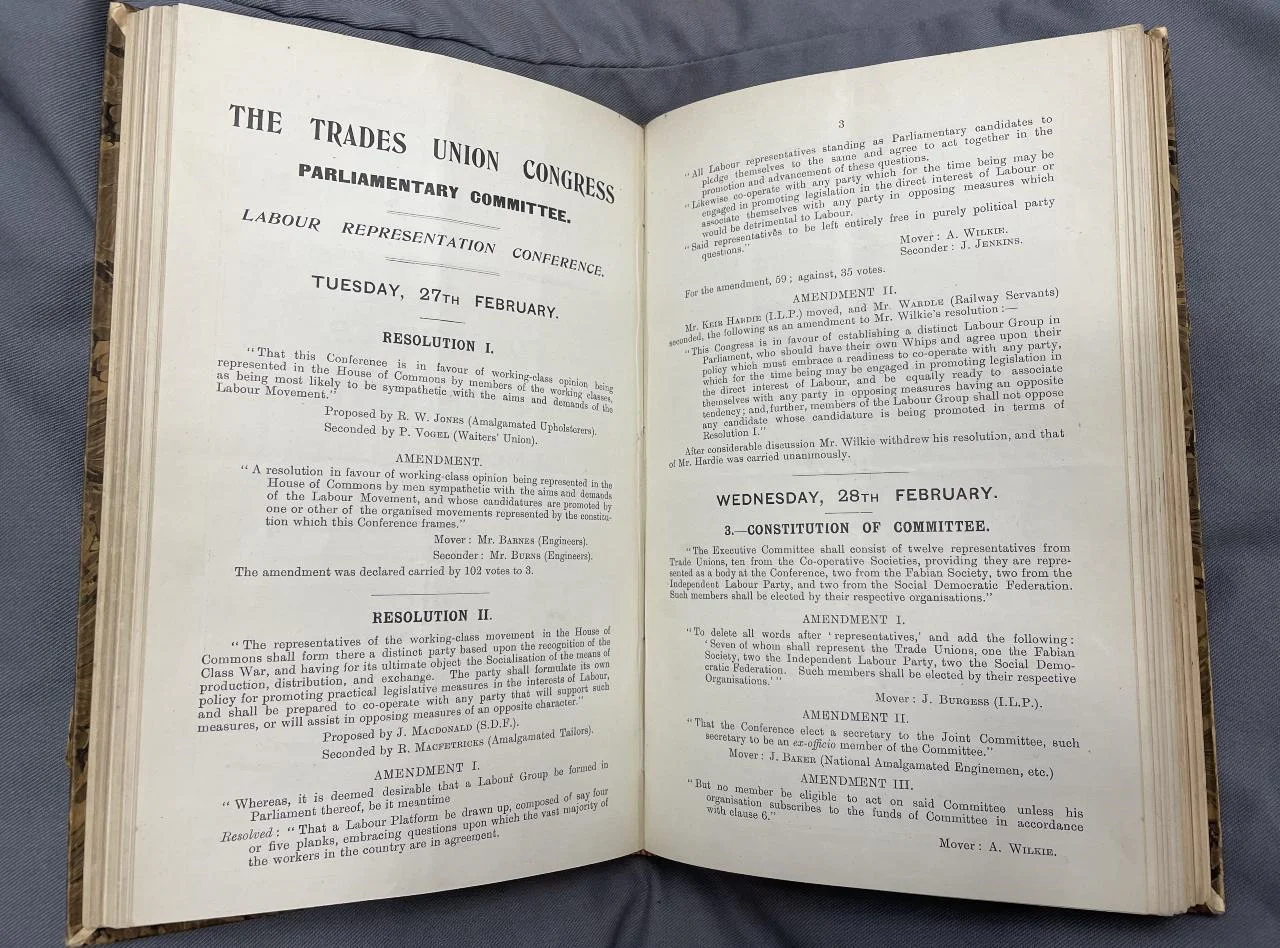 THE TRADES UNION CONGRESS
PARLIAMENTARY COMMITTEE.
LABOUR REPRESENTATION CONFERENCE.
TUESDAY, 27TH FEBRUARY.
RESOLUTION I.
"That this Conference is in favour of working-class opinion being
represented in the House of Commons by members of the working classes,
as being most likely to be sympathetic with the aims and demands of the
Labour Movement."
Proposed by R. W. JONES (Amalgamated Upholsterers).
Seconded by P. VOGEL (Waiters' Union).
AMENDMENT.
"A resolution in favour of working-class opinion being represented in the
House of Commons by men sympathetic with the aims and demands
of the Labour Movement, and whose candidatures are promoted by
one or other of the organised movements represented by the constitu-
tion which this Conference frames."
Mover: Mr. BARNES (Engineers).
Seconder: Mr. BURNS (Engineers).
The amendment was declared carried by 102 votes to 3.
RESOLUTION II.
"The representatives of the working-class movement in the House of
Commons shall form there a distinct party based upon the recognition of the
Class War, and having for its ultimate object the Socialisation of the means of
production, distribution, and exchange. The party shall formulate its own
policy for promoting practical legislative measures in the interests of Labour,
and shall be prepared to co-operate with any party that will support such
measures, or will assist in opposing measures of an opposite character."
Proposed by J. MACDONALD (S.D.F.).
Seconded by R. MACFETRICKS (Amalgamated Tailors).
AMENDMENT I.
"Whereas, it is deemed desirable that a Labour Group be formed in
Parliament thereof, be it meantime
Resolved: "That a Labour Platform be drawn up, composed of say four
or five planks, embracing questions upon which the vast majority of
the workers in the country are in agreement.
3
"All Labour representatives standing as Parliamentary candidates to
pledge themselves to the same and agree to act together in the
promotion and advancement of these questions.
"Likewise co-operate with any party which for the time being may be
engaged in promoting legislation in the direct interest of Labour or
associate themselves with any party in opposing measures which
would be detrimental to Labour.
"Said representatives to be left entirely free in purely political party
questions."
Mover: A. WILKIE.
Seconder: J. JENKINS.
For the amendment, 59; against, 35 votes.
AMENDMENT II.
Mr. KEIR HARDIE (I.L.P.) moved, and Mr. WARDLE (Railway Servants)
seconded, the following as an amendment to Mr. Wilkie's resolution:—
"This Congress is in favour of establishing a distinct Labour Group in
Parliament, who should have their own Whips and agree upon their
policy which must embrace a readiness to co-operate with any party,
which for the time being may be engaged in promoting legislation in
the direct interest of Labour, and be equally ready to associate
themselves with any party in opposing measures having an opposite
tendency; and, further, members of the Labour Group shall not oppose
any candidate whose candidature is being promoted in terms of
Resolution I."
After considerable discussion Mr. Wilkie withdrew his resolution, and that
of Mr. Hardie was carried unanimously.
WEDNESDAY, 28TH FEBRUARY.
3.—CONSTITUTION OF COMMITTEE.
"The Executive Committee shall consist of twelve representatives from
Trade Unions, ten from the Co-operative Societies, providing they are repre-
sented as a body at the Conference, two from the Fabian Society, two from the
Independent Labour Party, and two from the Social Democratic Federation.
Such members shall be elected by their respective organisations."
AMENDMENT I.
"To delete all words after 'representatives,' and add the following:
'Seven of whom shall represent the Trade Unions, one the Fabian
Society, two the Independent Labour Party, two the Social Demo-
cratic Federation. Such members shall be elected by their respective
Organisations.'"
Mover: J. BURGESS (I.L.P.).
AMENDMENT II.
"That the Conference elect a secretary to the Joint Committee, such
secretary to be an ex-officio member of the Committee."
Mover: J. BAKER (National Amalgamated Enginemen, etc.)
AMENDMENT III.
"But no member be eligible to act on said Committee unless his
organisation subscribes to the funds of Committee in accordance
with clause 6."
Mover: A. WILKIE.